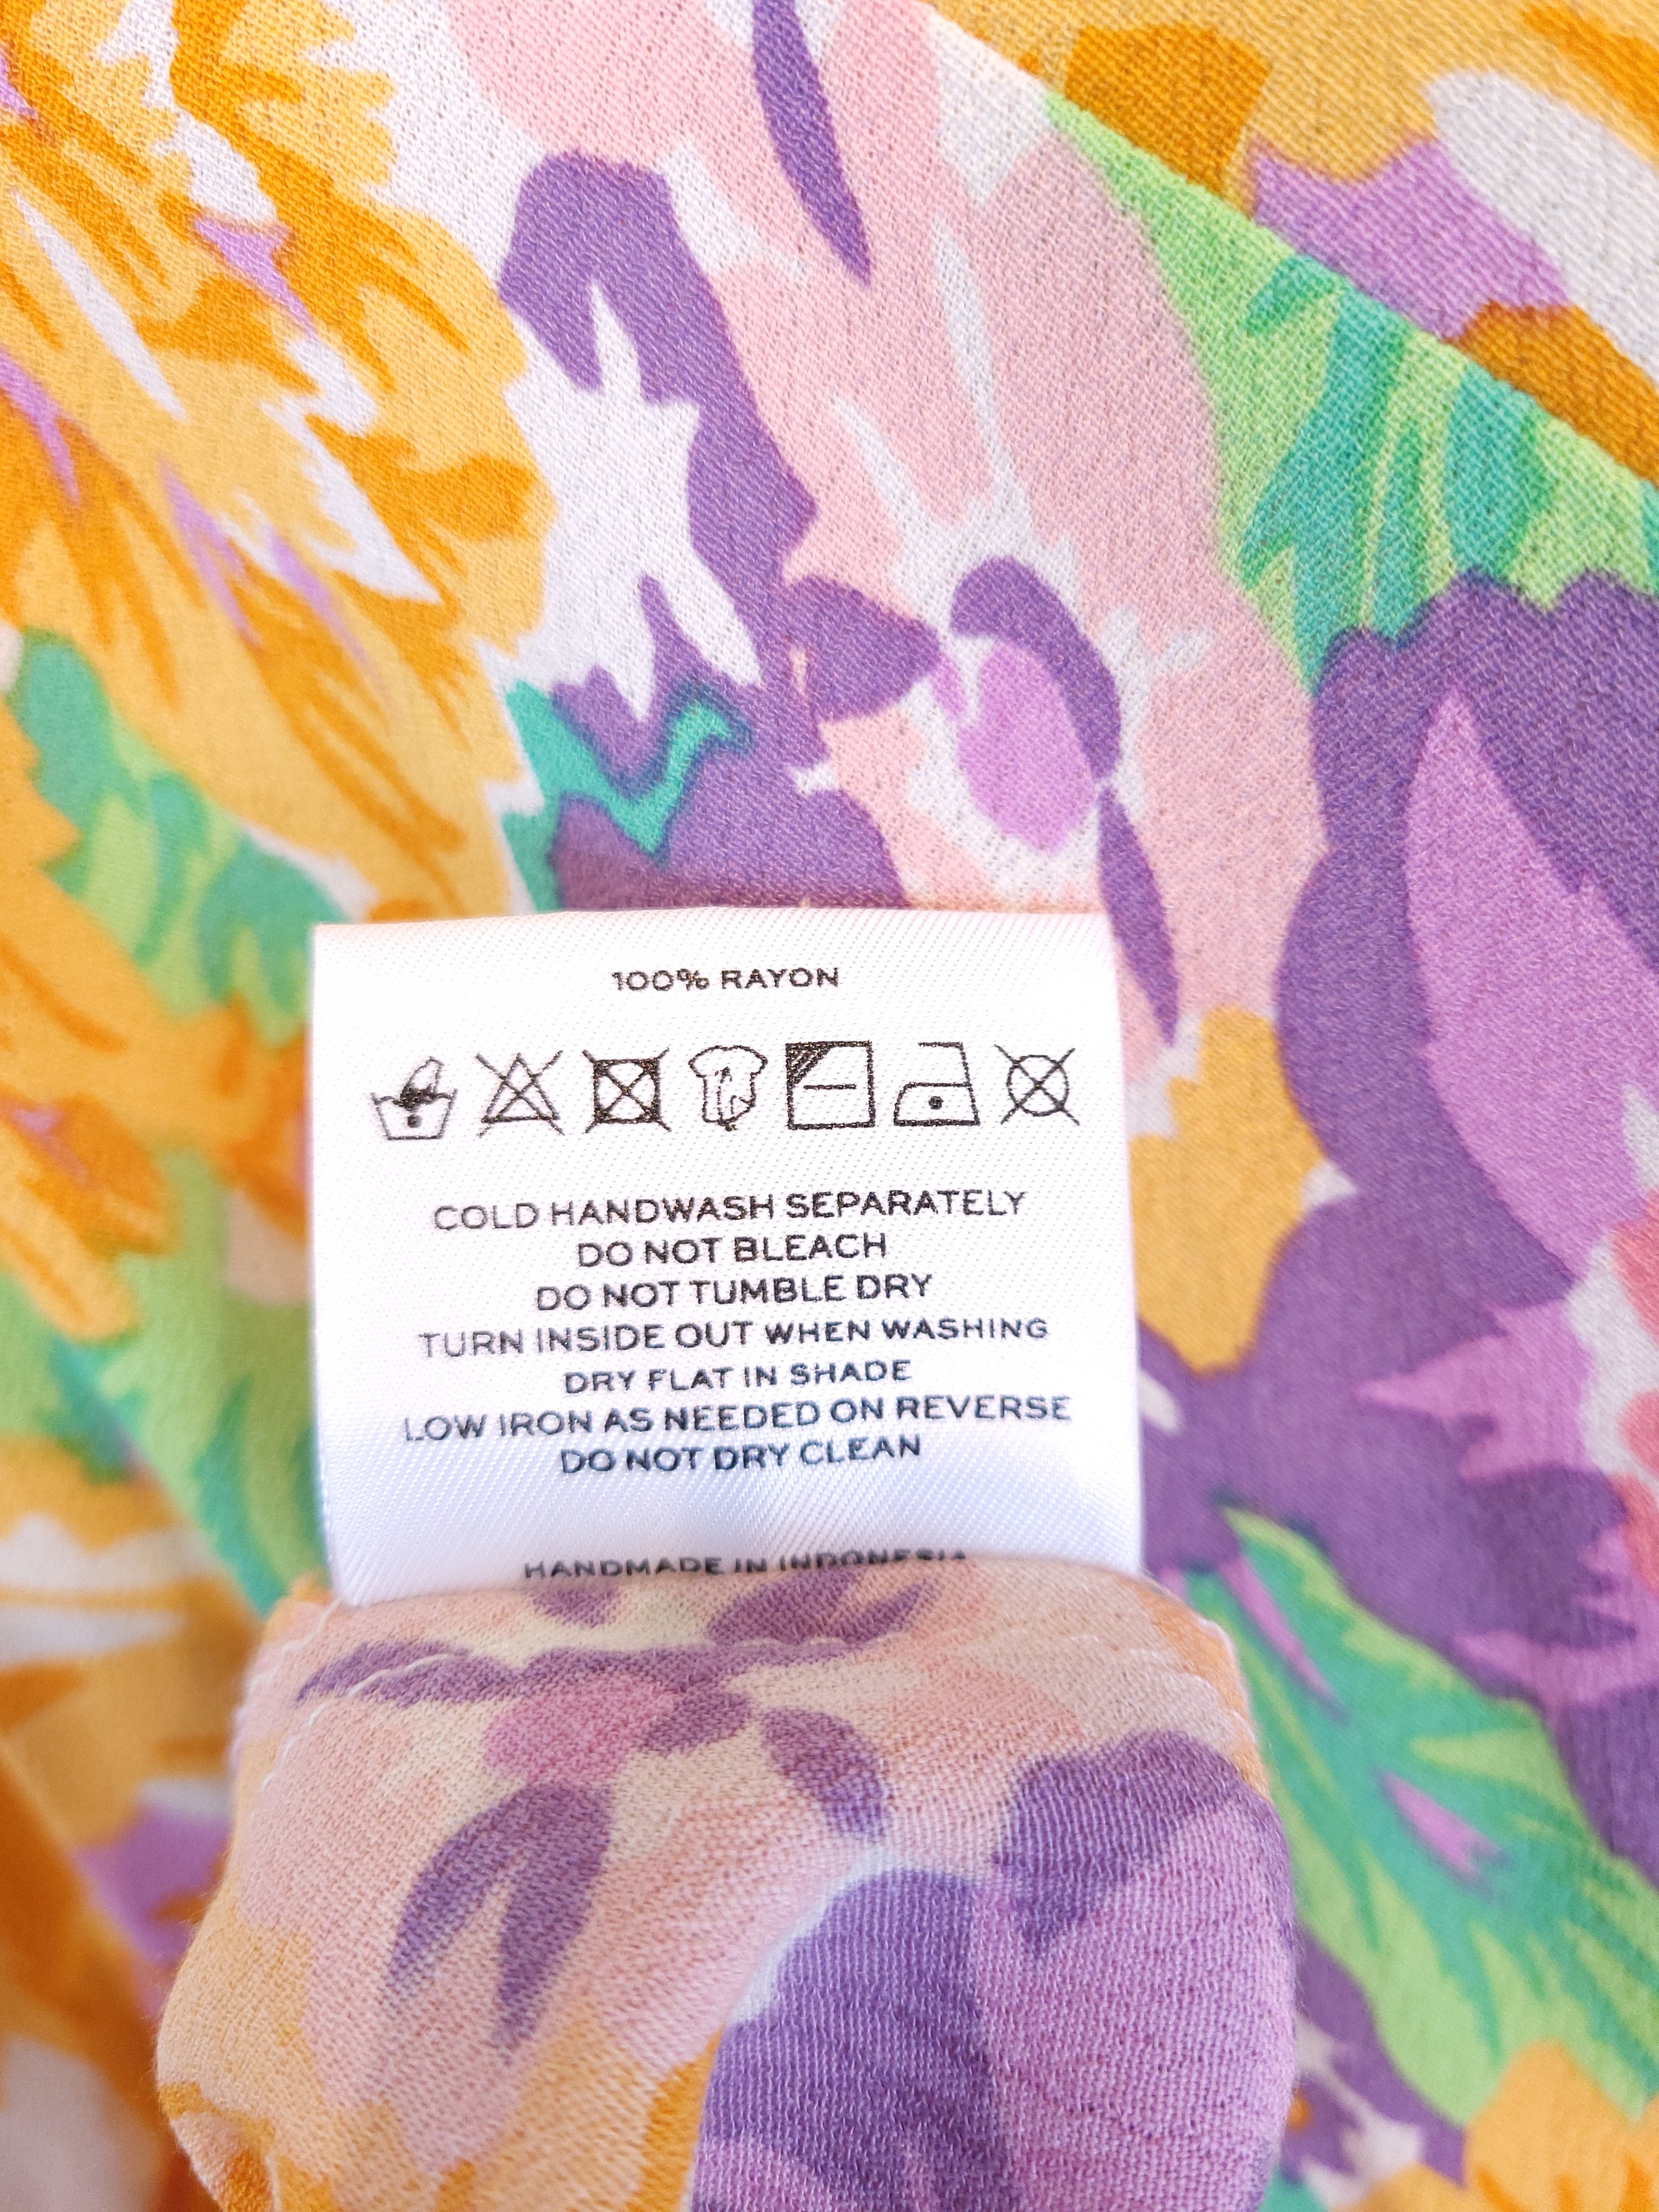 100% RAYON
COLD HANDWASH SEPARATELY
DO NOT BLEACH
DO NOT TUMBLE DRY
TURN INSIDE OUT WHEN WASHING
DRY FLAT IN SHADE
LOW IRON AS NEEDED ON REVERSE
DO NOT DRY CLEAN
HANDMADE IN INDONESIA